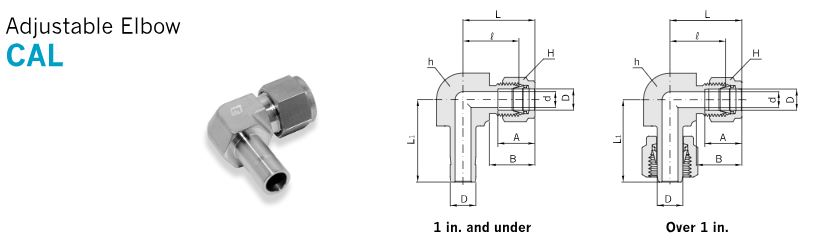 Adjustable Elbow
CAL
L
ℓ
H
h
d
D
A
B
L₁
D
1 in. and under
L
ℓ
H
h
d
D
A
B
L₁
D
Over 1 in.